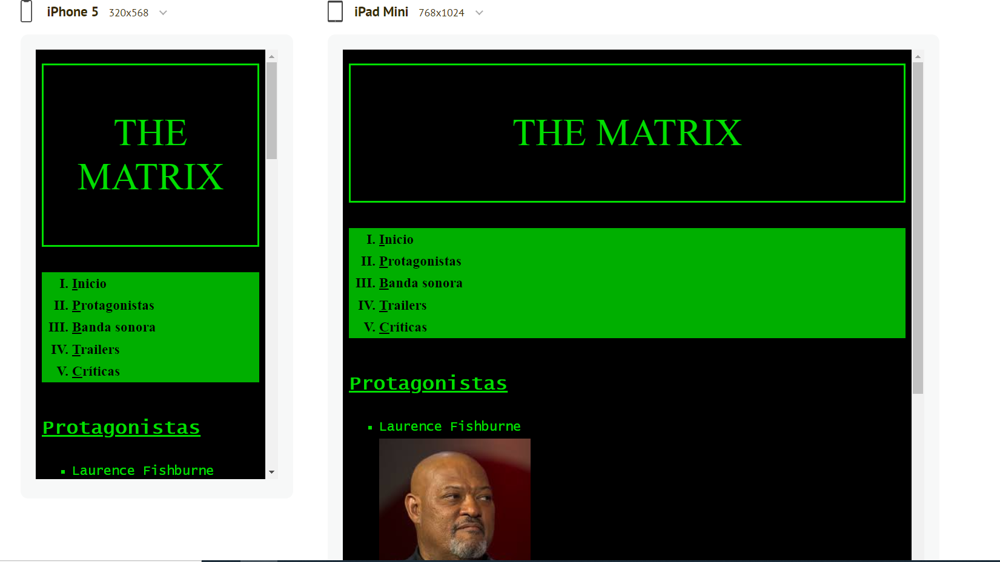 iPhone 5 320x568
THE
MATRIX
I. Inicio
II. Protagonistas
III. Banda sonora
IV. Trailers
V. Críticas
Protagonistas
Laurence Fishburne
iPad Mini 768x1024
THE MATRIX
I. Inicio
II. Protagonistas
III. Banda sonora
IV. Trailers
V. Críticas
Protagonistas
Laurence Fishburne